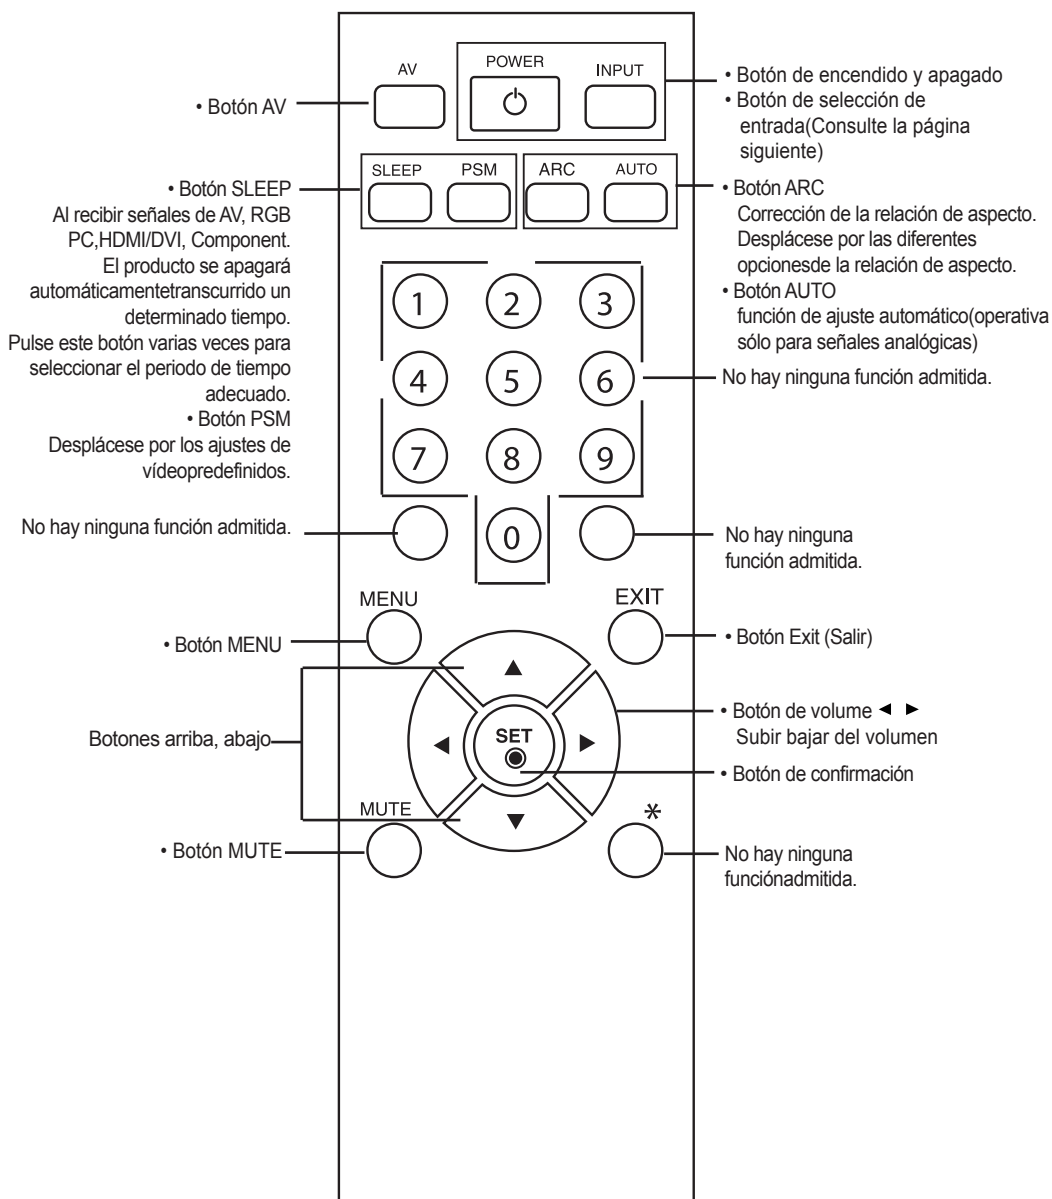 AV
POWER
INPUT
• Botón AV
• Botón de encendido y apagado
• Botón de selección de
entrada(Consulte la página
siguiente)
SLEEP
PSM
ARC
AUTO
• Botón SLEEP
Al recibir señales de AV, RGB
PC,HDMI/DVI, Component.
El producto se apagará
automáticamentetranscurrido un
determinado tiempo.
Pulse este botón varias veces para
seleccionar el periodo de tiempo
adecuado.
• Botón PSM
Desplácese por los ajustes de
vídeopredefinidos.
• Botón ARC
Corrección de la relación de aspecto.
Desplácese por las diferentes
opcionesde la relación de aspecto.
• Botón AUTO
función de ajuste automático(operativa
sólo para señales analógicas)
1 2 3
4 5 6
7 8 9
0
No hay ninguna función admitida.
No hay ninguna función admitida.
No hay ninguna
función admitida.
MENU
EXIT
• Botón MENU
• Botón Exit (Salir)
Botones arriba, abajo
SET
• Botón de volume ◄ ►
Subir bajar del volumen
• Botón de confirmación
MUTE
*
• Botón MUTE
No hay ninguna
funciónadmitida.